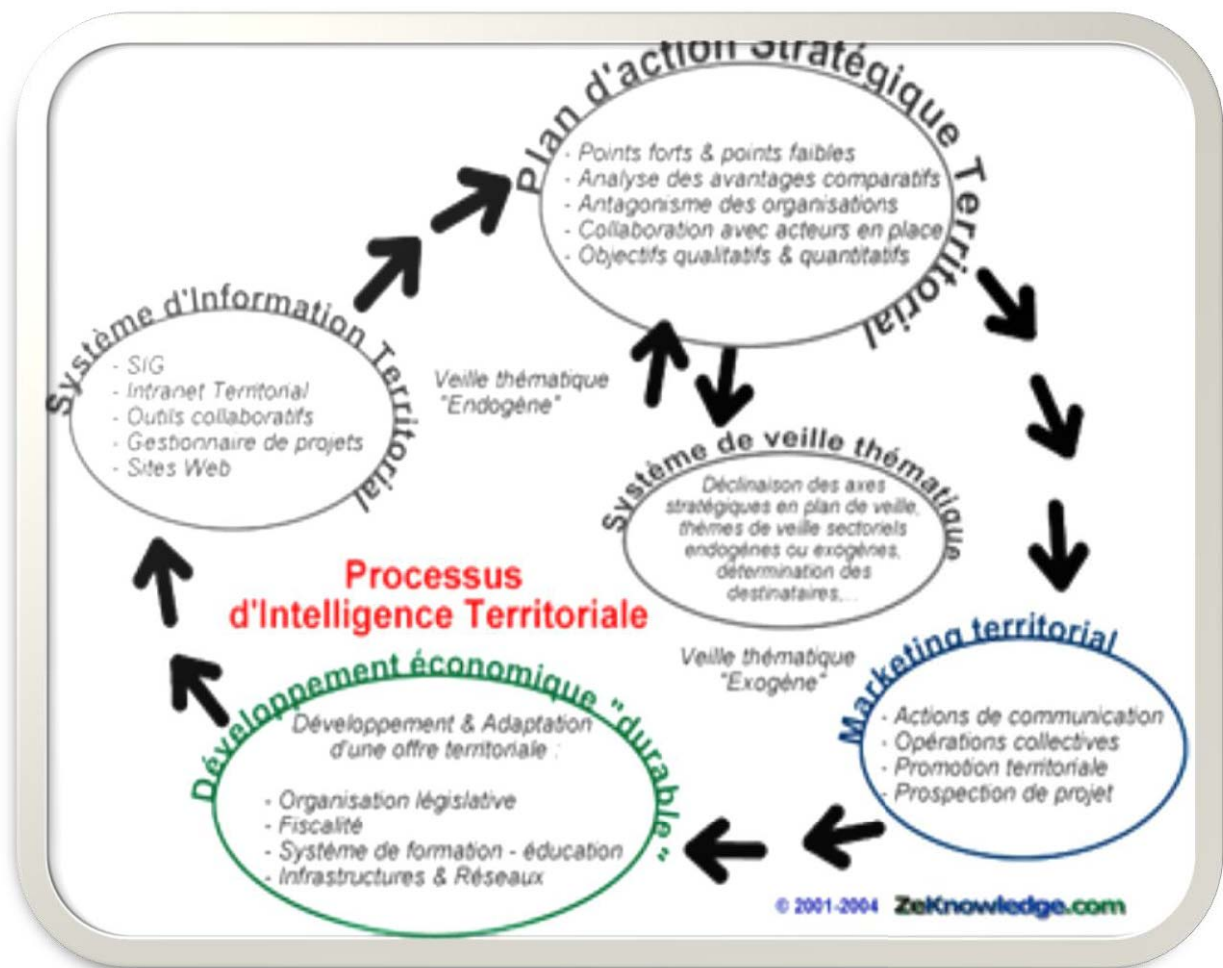 Plan d'action Stratégique Territorial
- Points forts & points faibles
- Analyse des avantages comparatifs
- Antagonisme des organisations
- Collaboration avec acteurs en place
- Objectifs qualitatifs & quantitatifs
Système d'Information Territorial
- SIG
- Intranet Territorial
- Outils collaboratifs
- Gestionnaire de projets
- Sites Web
Veille thématique
"Endogène"
Système de veille thématique
Déclinaison des axes
stratégiques en plan de veille,
thèmes de veille sectoriels
endogènes ou exogènes,
détermination des
destinataires,...
Processus
d'Intelligence Territoriale
Veille thématique
"Exogène"
Marketing territorial
- Actions de communication
- Opérations collectives
- Promotion territoriale
- Prospection de projet
Développement économique "durable"
Développement & Adaptation
d'une offre territoriale :
- Organisation législative
- Fiscalité
- Système de formation - éducation
- Infrastructures & Réseaux
© 2001-2004 ZeKnowledge.com